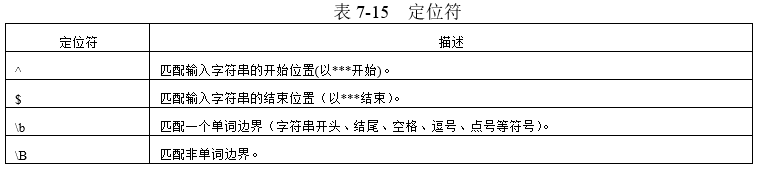 表 7-15 定位符
定位符 描述
^ 匹配输入字符串的开始位置(以***开始)。
$ 匹配输入字符串的结束位置（以***结束）。
\b 匹配一个单词边界（字符串开头、结尾、空格、逗号、点号等符号）。
\B 匹配非单词边界。